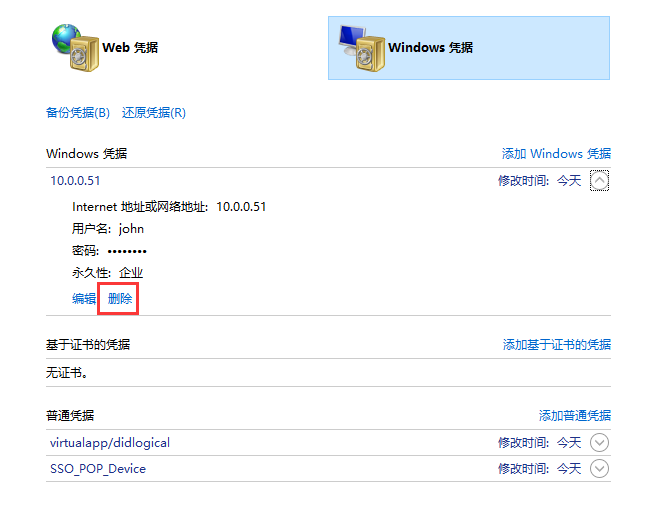 Web 凭据
Windows 凭据
备份凭据(B) 还原凭据(R)
Windows 凭据 添加 Windows 凭据
10.0.0.51 修改时间: 今天
Internet 地址或网络地址: 10.0.0.51
用户名: john
密码: ••••••••
永久性: 企业
编辑 删除
基于证书的凭据 添加基于证书的凭据
无证书。
普通凭据 添加普通凭据
virtualapp/didlogical 修改时间: 今天
SSO_POP_Device 修改时间: 今天